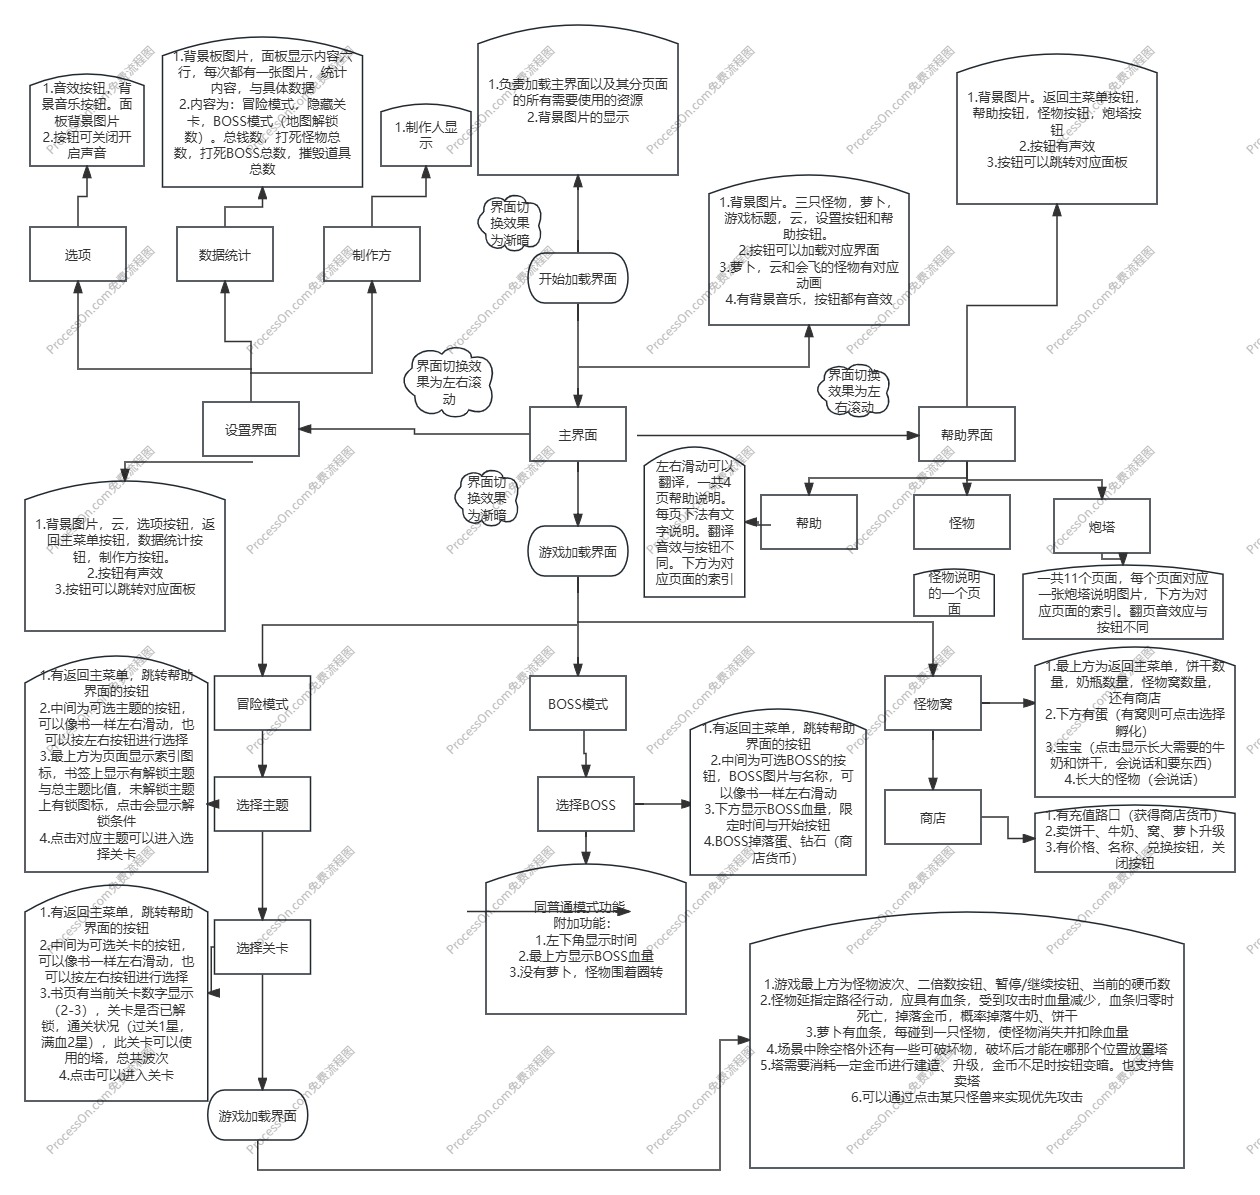 1.音效按钮、背
景音乐按钮。面
板背景图片
2.按钮可关闭开
启声音
1.背景板图片，面板显示内容六
行，每次都有一张图片，统计
内容，与具体数据
2.内容为：冒险模式，隐藏关
卡，BOSS模式（地图解锁
数）。总钱数，打死怪物总
数，打死BOSS总数，摧毁道具
总数
1.制作人显
示
1.负责加载主界面以及其分页面
的所有需要使用的资源
2.背景图片的显示
1.背景图片。返回主菜单按钮，
帮助按钮，怪物按钮，炮塔按
钮
2.按钮有声效
3.按钮可以跳转对应面板
选项
数据统计
制作方
界面切
换效果
为渐暗
开始加载界面
1.背景图片。三只怪物，萝卜，
游戏标题，云，设置按钮和帮
助按钮。
2.按钮可以加载对应界面
3.萝卜，云和会飞的怪物有对应
动画
4.有背景音乐，按钮都有音效
界面切换效
果为左右滚
动
界面切换
效果为左
右滚动
设置界面
主界面
帮助界面
界面切
换效果
为渐暗
左右滑动可以
翻译，一共4
页帮助说明。
每页下法有文
字说明。翻译
音效与按钮不
同。下方为对
应页面的索引
帮助
怪物
炮塔
1.背景图片，云，选项按钮，返
回主菜单按钮，数据统计按
钮，制作方按钮。
2.按钮有声效
3.按钮可以跳转对应面板
游戏加载界面
怪物说明
的一个页
面
一共11个页面，每个页面对应
一张炮塔说明图片，下方为对
应页面的索引。翻页音效应与
按钮不同
1.有返回主菜单，跳转帮助
界面的按钮
2.中间为可选主题的按钮，
可以像书一样左右滑动，也
可以按左右按钮进行选择
3.最上方为页面显示索引图
标，书签上显示有解锁主题
与总主题比值，未解锁主题
上有锁图标，点击会显示解
锁条件
4.点击对应主题可以进入选
择关卡
冒险模式
BOSS模式
怪物窝
1.最上方为返回主菜单，饼干数
量，奶瓶数量，怪物窝数量，
还有商店
2.下方有蛋（有窝则可点击选择
孵化）
3.宝宝（点击显示长大需要的牛
奶和饼干，会说话和要东西）
4.长大的怪物（会说话）
选择主题
选择BOSS
1.有返回主菜单，跳转帮助
界面的按钮
2.中间为可选BOSS的按
钮，BOSS图片与名称，可
以像书一样左右滑动
3.下方显示BOSS血量，限
定时间与开始按钮
4.BOSS掉落蛋、钻石（商
店货币）
商店
1.有充值路口（获得商店货币）
2.卖饼干、牛奶、窝、萝卜升级
3.有价格、名称、兑换按钮，关
闭按钮
1.有返回主菜单，跳转帮助
界面的按钮
2.中间为可选关卡的按钮，
可以像书一样左右滑动，也
可以按左右按钮进行选择
3.书页有当前关卡数字显示
（2-3），关卡是否已解
锁，通关状况（过关1星，
满血2星），此关卡可以使
用的塔，总共波次
4.点击可以进入关卡
选择关卡
同普通模式功能
附加功能：
1.左下角显示时间
2.最上方显示BOSS血量
3.没有萝卜，怪物围着圈转
1.游戏最上方为怪物波次、二倍数按钮、暂停/继续按钮、当前的硬币数
2.怪物延指定路径行动，应具有血条，受到攻击时血量减少，血条归零时
死亡，掉落金币，概率掉落牛奶、饼干
3.萝卜有血条，每碰到一只怪物，使怪物消失并扣除血量
4.场景中除空格外还有一些可破坏物，破坏后才能在哪那个位置放置塔
5.塔需要消耗一定金币进行建造、升级，金币不足时按钮变暗。也支持售
卖塔
6.可以通过点击某只怪兽来实现优先攻击
游戏加载界面
ProcessOn.com免费流程图